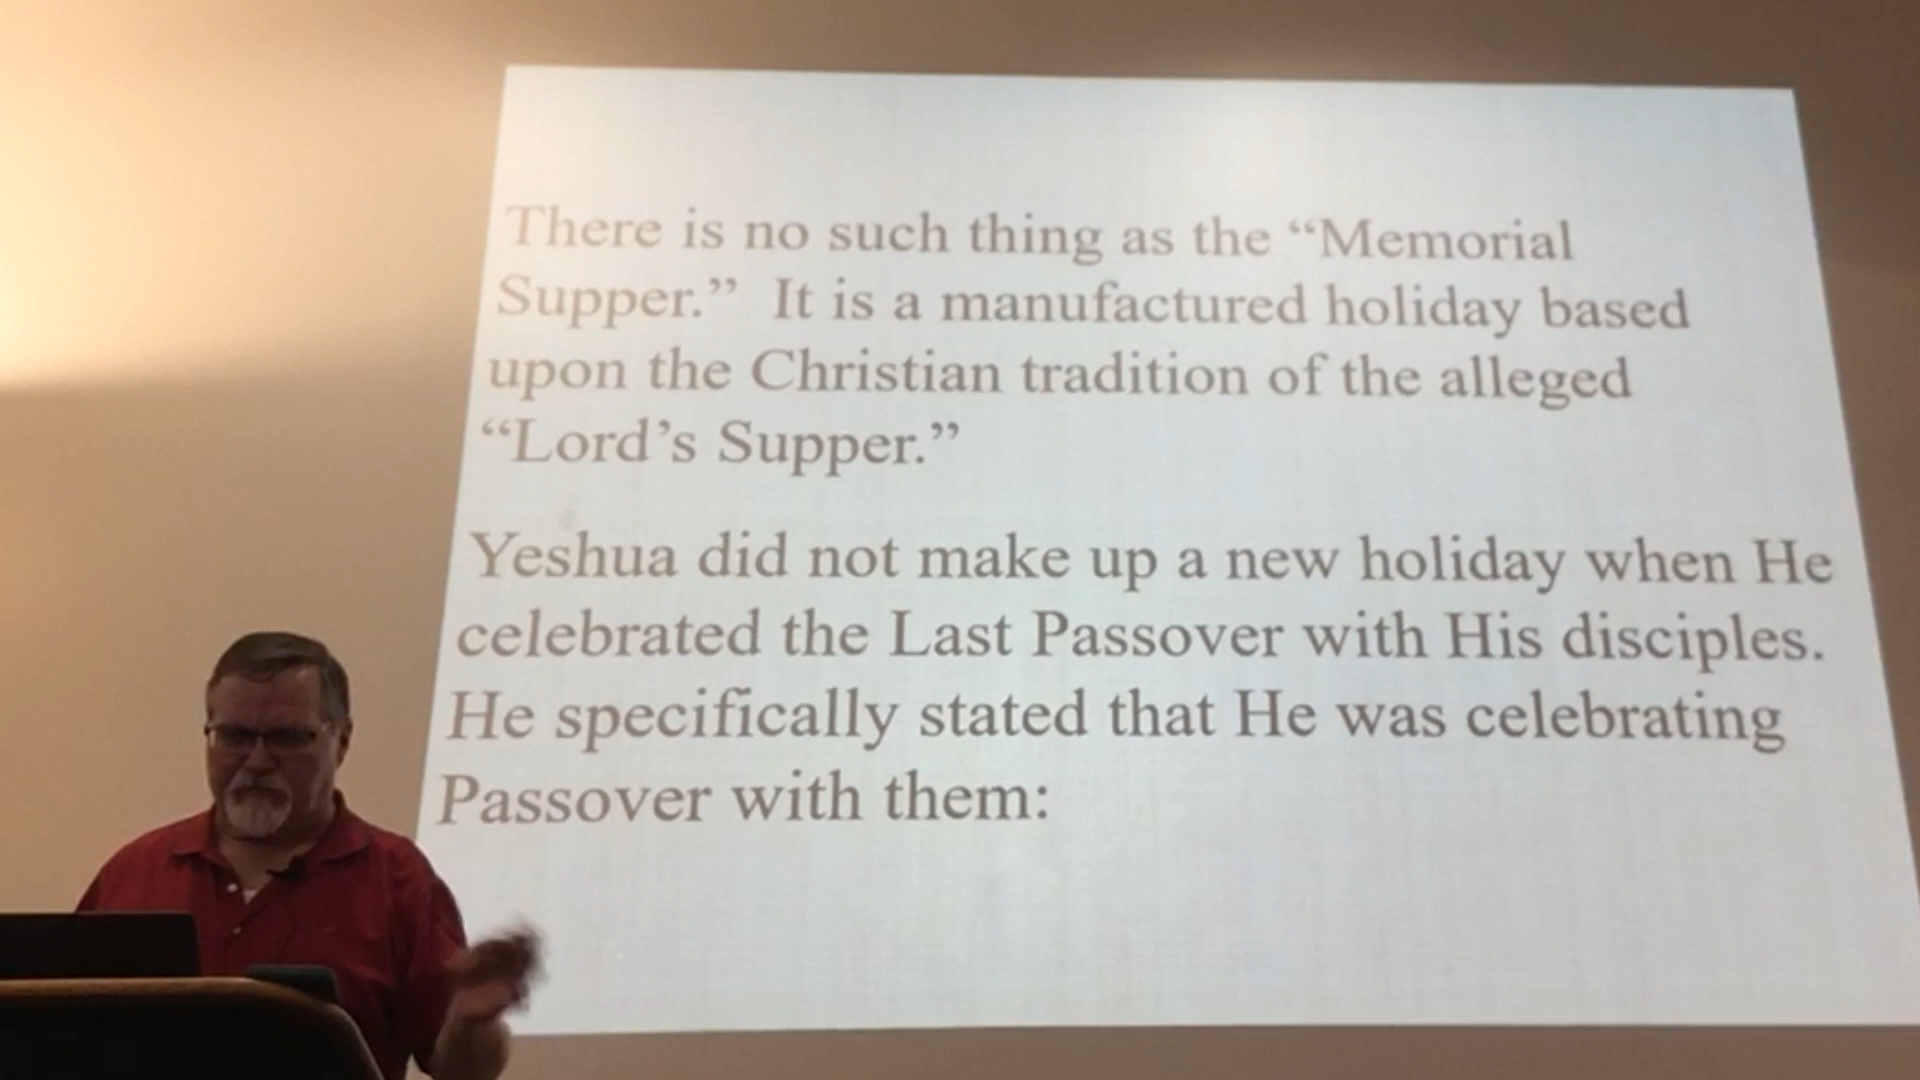 There is no such thing as the “Memorial
Supper.” It is a manufactured holiday based
upon the Christian tradition of the alleged
“Lord’s Supper.”
Yeshua did not make up a new holiday when He
celebrated the Last Passover with His disciples.
He specifically stated that He was celebrating
Passover with them: